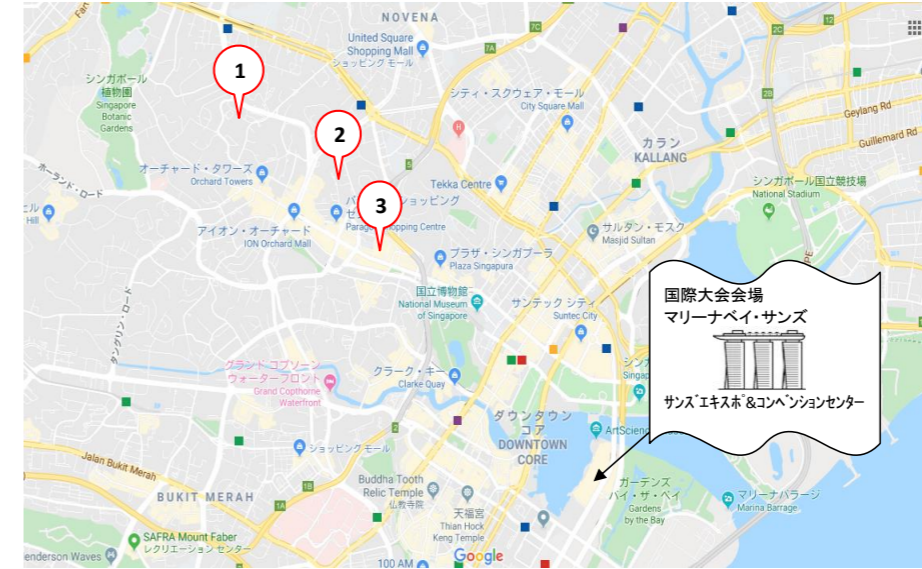 NOVENA
United Square
Shopping Mall
ショッピング モール
7A
12
2C
シンガポール
植物園
Singapore
Botanic
Gardens
1
シティ・スクウェア・モール
City Square Mall
2B
Geylang Rd
Guillemard Rd
2
カラン
KALLANG
H
5
オーチャード・タワーズ
Orchard Towers
ホーランド・ロード
Tekka Centre
シンガポール国立競技場
National Stadium
3
ショッピング
Shopping Centre
Hill
アイオン・オーチャード
ION Orchard Mall
サルタン・モスク
Masjid Sultan
プラザ・シンガプーラ
Plaza Singapura
国立博物館
National Museum
of Singapore
サンテック シティ
Suntec City
国際大会会場
マリーナベイ・サンズ
サンズエキスポ&コンベンションセンター
タングリン・ロード
グランド コプソーン
ウォーターフロント
Grand Copthorne
Waterfront
クラーク・キー
Clarke Quay
ダウンタウン
コア
DOWNTOWN
CORE
ArtScien
2
ショッピング モール
Jalan Bukit Merah
BUKIT MERAH
1B
1A
Buddha Tooth
Relic Temple
仏教寺院
天福宮
Thian Hock
Keng Temple
ガーデンズ
バイ・ザ・ベイ
Gardens
by the Bay
マリーナバラージ
Marina Barrage
SAFRA Mount Faber
レクリエーション センター
enderson Waves
100 AM
Google